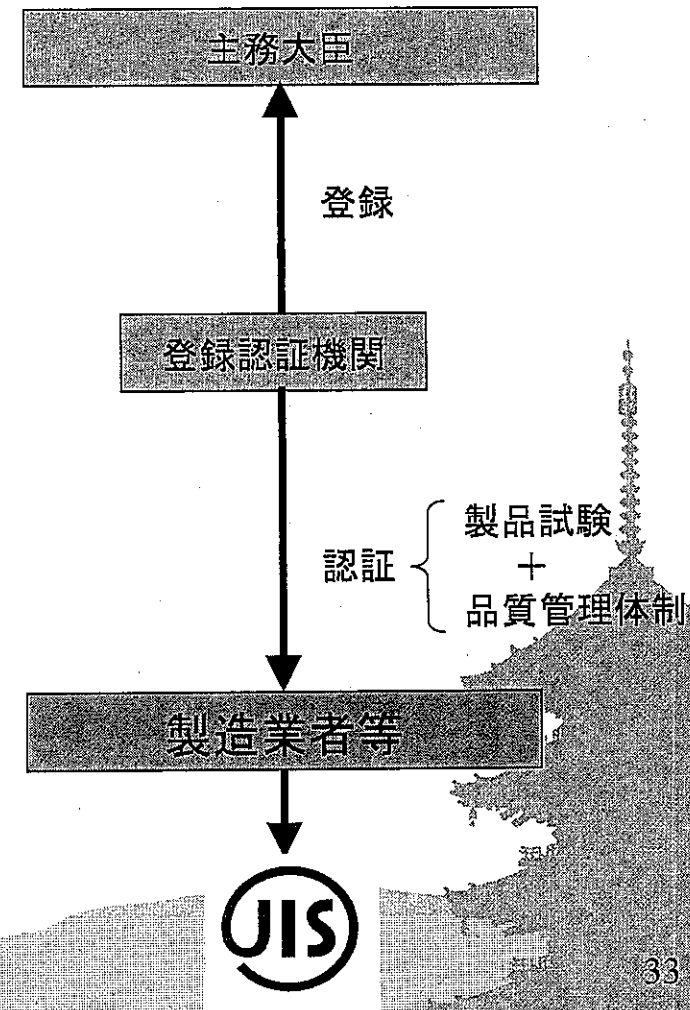 主務大臣
登録
登録認証機関
認証
製品試験
+
品質管理体制
製造業者等
JIS
33